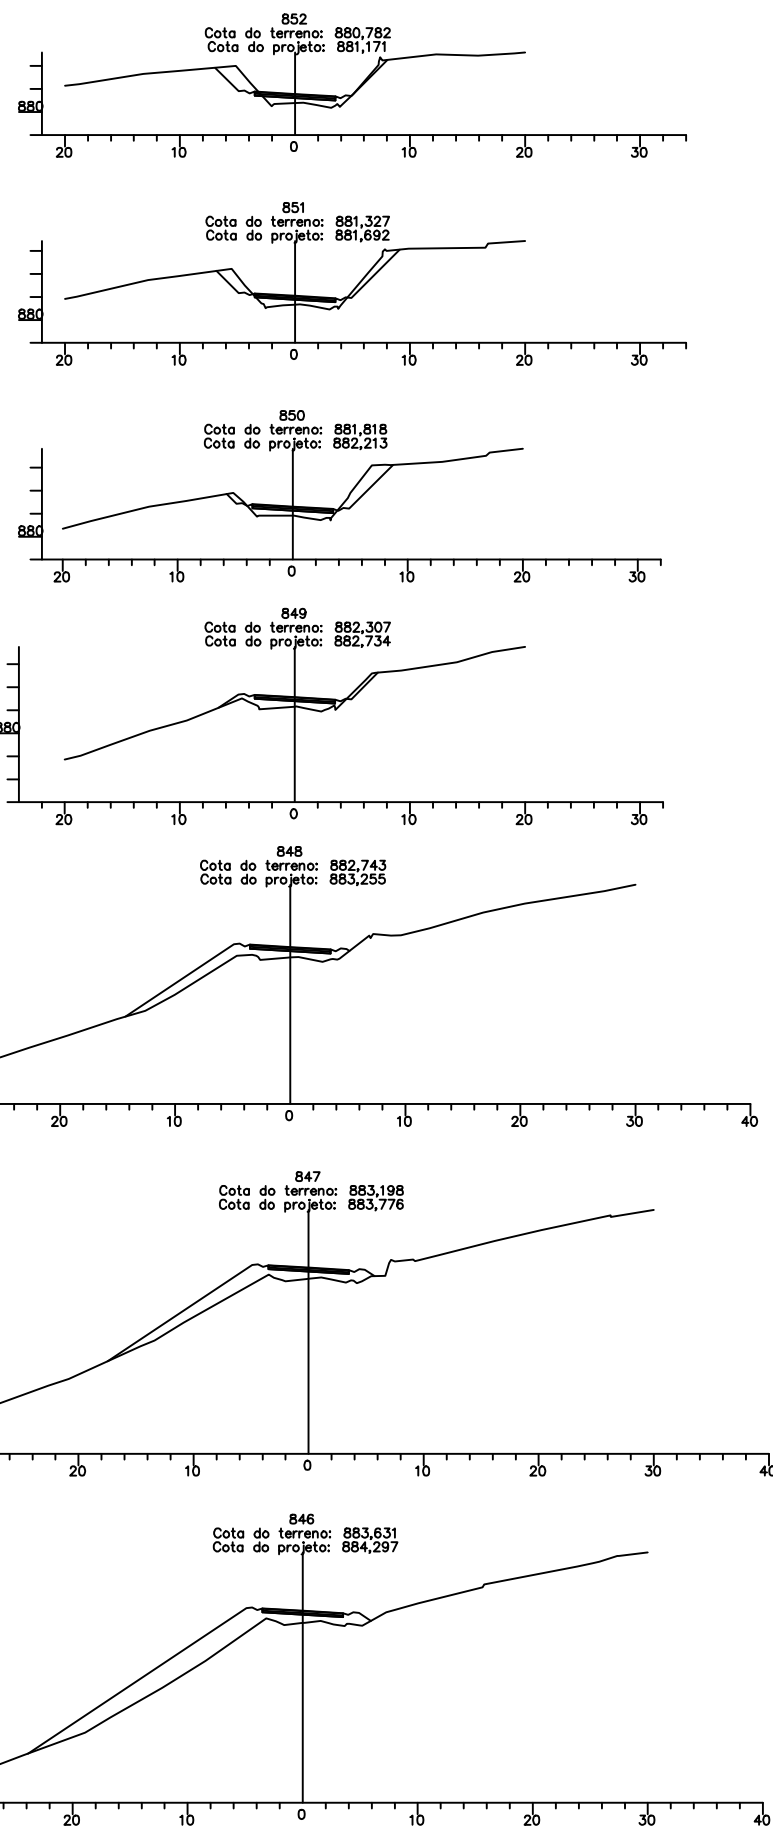 852
Cota do terreno: 880,782
Cota do projeto: 881,171
880
20 10 0 10 20 30
851
Cota do terreno: 881,327
Cota do projeto: 881,692
880
20 10 0 10 20 30
850
Cota do terreno: 881,818
Cota do projeto: 882,213
880
20 10 0 10 20 30
849
Cota do terreno: 882,307
Cota do projeto: 882,734
880
20 10 0 10 20 30
848
Cota do terreno: 882,743
Cota do projeto: 883,255
20 10 0 10 20 30 40
847
Cota do terreno: 883,198
Cota do projeto: 883,776
20 10 0 10 20 30 40
846
Cota do terreno: 883,631
Cota do projeto: 884,297
20 10 0 10 20 30 40